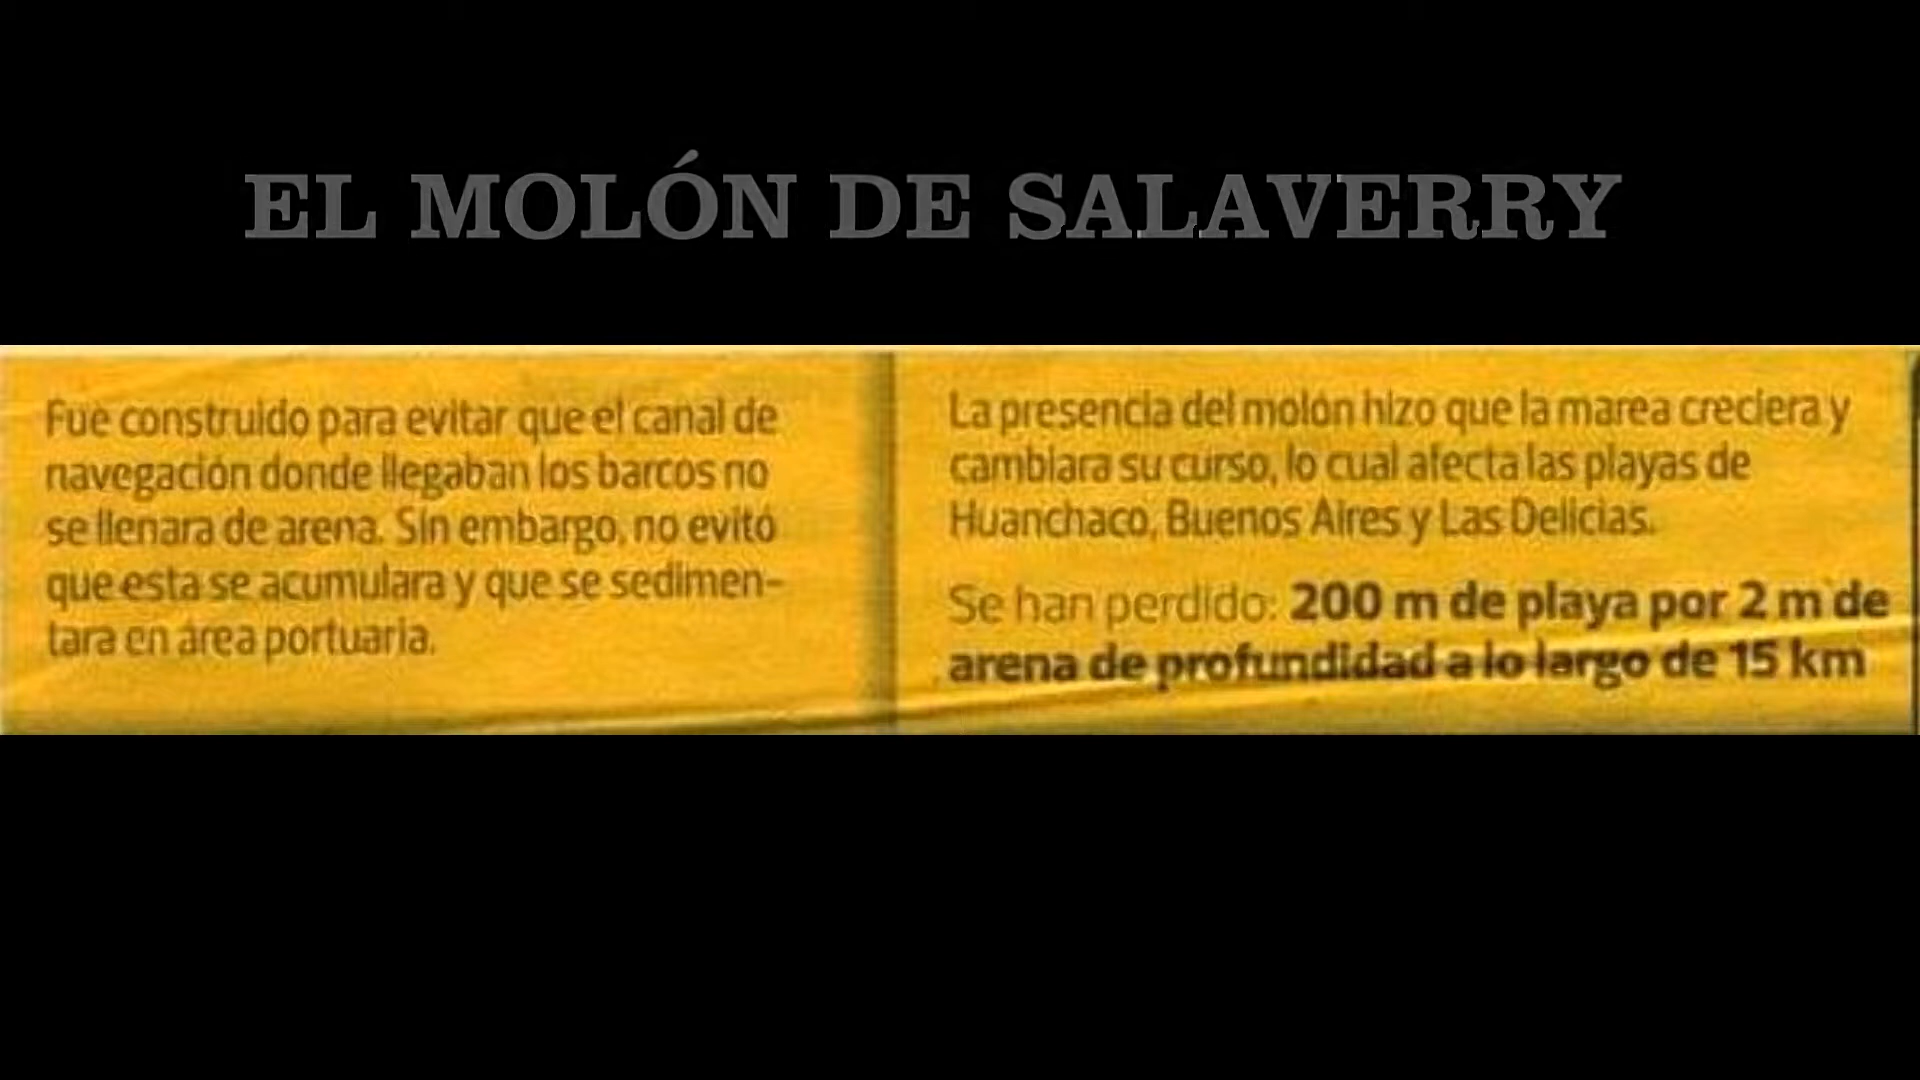 EL MOLÓN DE SALAVERRY
Fue construido para evitar que el canal de
navegación donde llegaban los barcos no
se llenara de arena. Sin embargo, no evitó
que esta se acumulara y que se sedimen-
tara en área portuaria.
La presencia del molón hizo que la marea creciera y
cambiara su curso, lo cual afecta las playas de
Huanchaco, Buenos Aires y Las Delicias.
Se han perdido: 200 m de playa por 2 m de
arena de profundidad a lo largo de 15 km